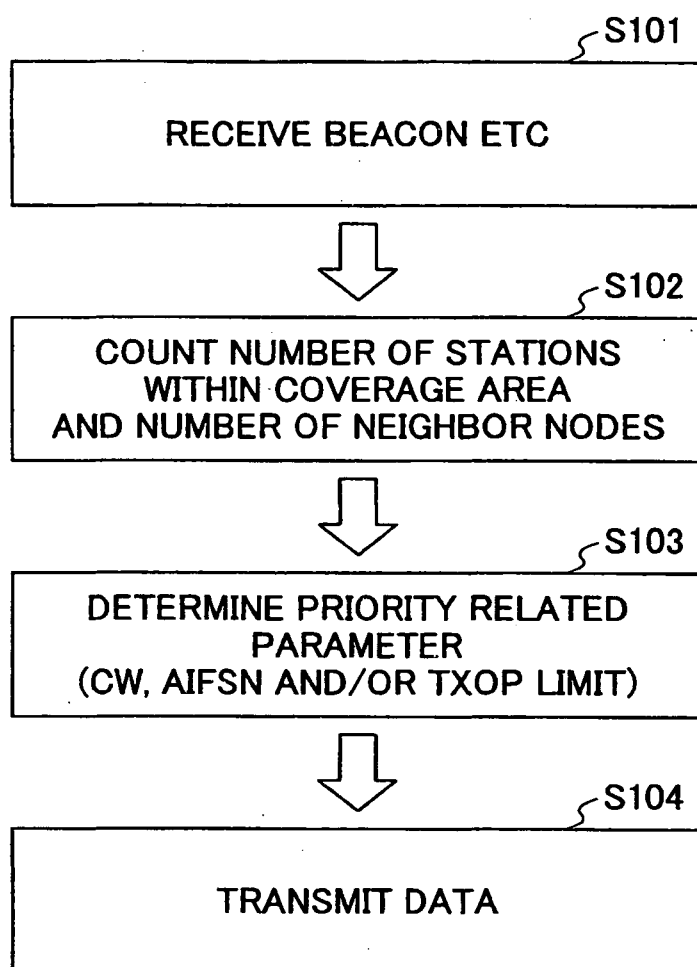 S101
RECEIVE BEACON ETC
S102
COUNT NUMBER OF STATIONS
WITHIN COVERAGE AREA
AND NUMBER OF NEIGHBOR NODES
S103
DETERMINE PRIORITY RELATED
PARAMETER
(CW, AIFSN AND/OR TXOP LIMIT)
S104
TRANSMIT DATA